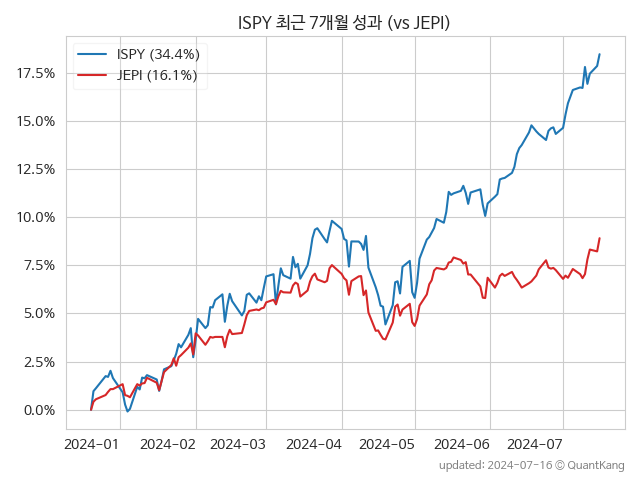 ISPY 최근 7개월 성과 (vs JEPI)
ISPY (34.4%)
JEPI (16.1%)
17.5%
15.0%
12.5%
10.0%
7.5%
5.0%
2.5%
0.0%
2024-01 2024-02 2024-03 2024-04 2024-05 2024-06 2024-07
updated: 2024-07-16 © QuantKang